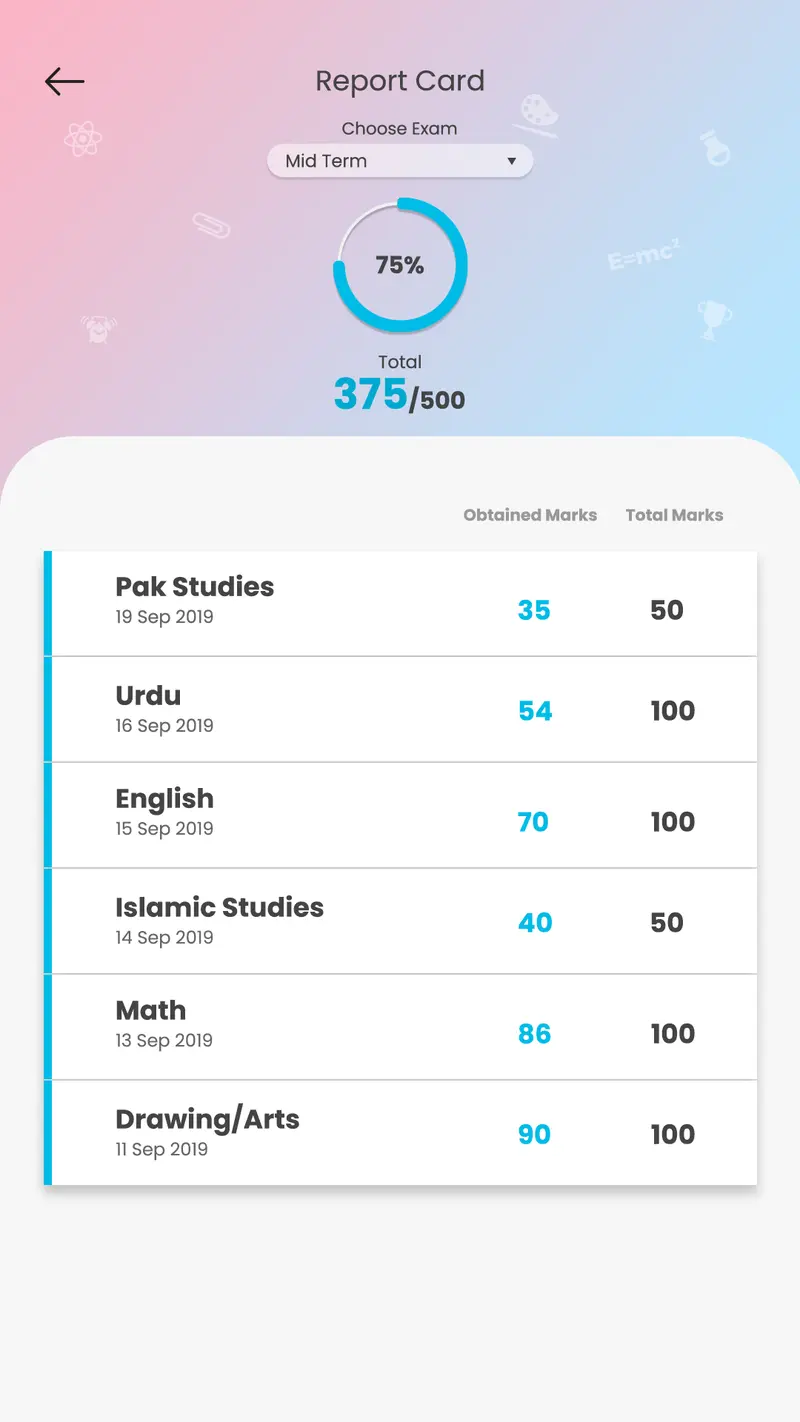 Report Card
Choose Exam
Mid Term
E=mc²
75%
Total
375/500
Obtained Marks Total Marks
Pak Studies
19 Sep 2019
35 50
Urdu
16 Sep 2019
54 100
English
15 Sep 2019
70 100
Islamic Studies
14 Sep 2019
40 50
Math
13 Sep 2019
86 100
Drawing/Arts
11 Sep 2019
90 100